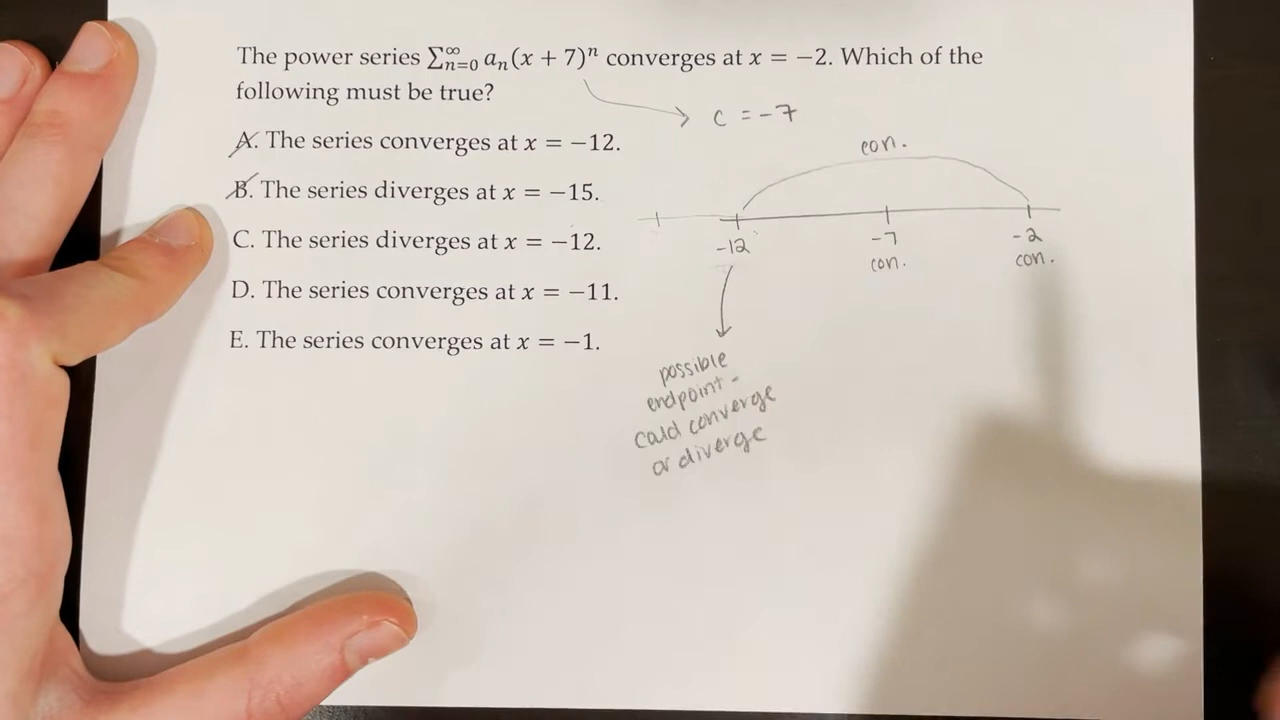 The power series ∑_{n=0}^{∞} a_n(x + 7)^n converges at x = −2. Which of the
following must be true?
c = -7
A. The series converges at x = −12.
con.
B. The series diverges at x = −15.
C. The series diverges at x = −12.
-12 -7 -2
con. con.
D. The series converges at x = −11.
E. The series converges at x = −1.
possible
endpoint -
could converge
or diverge